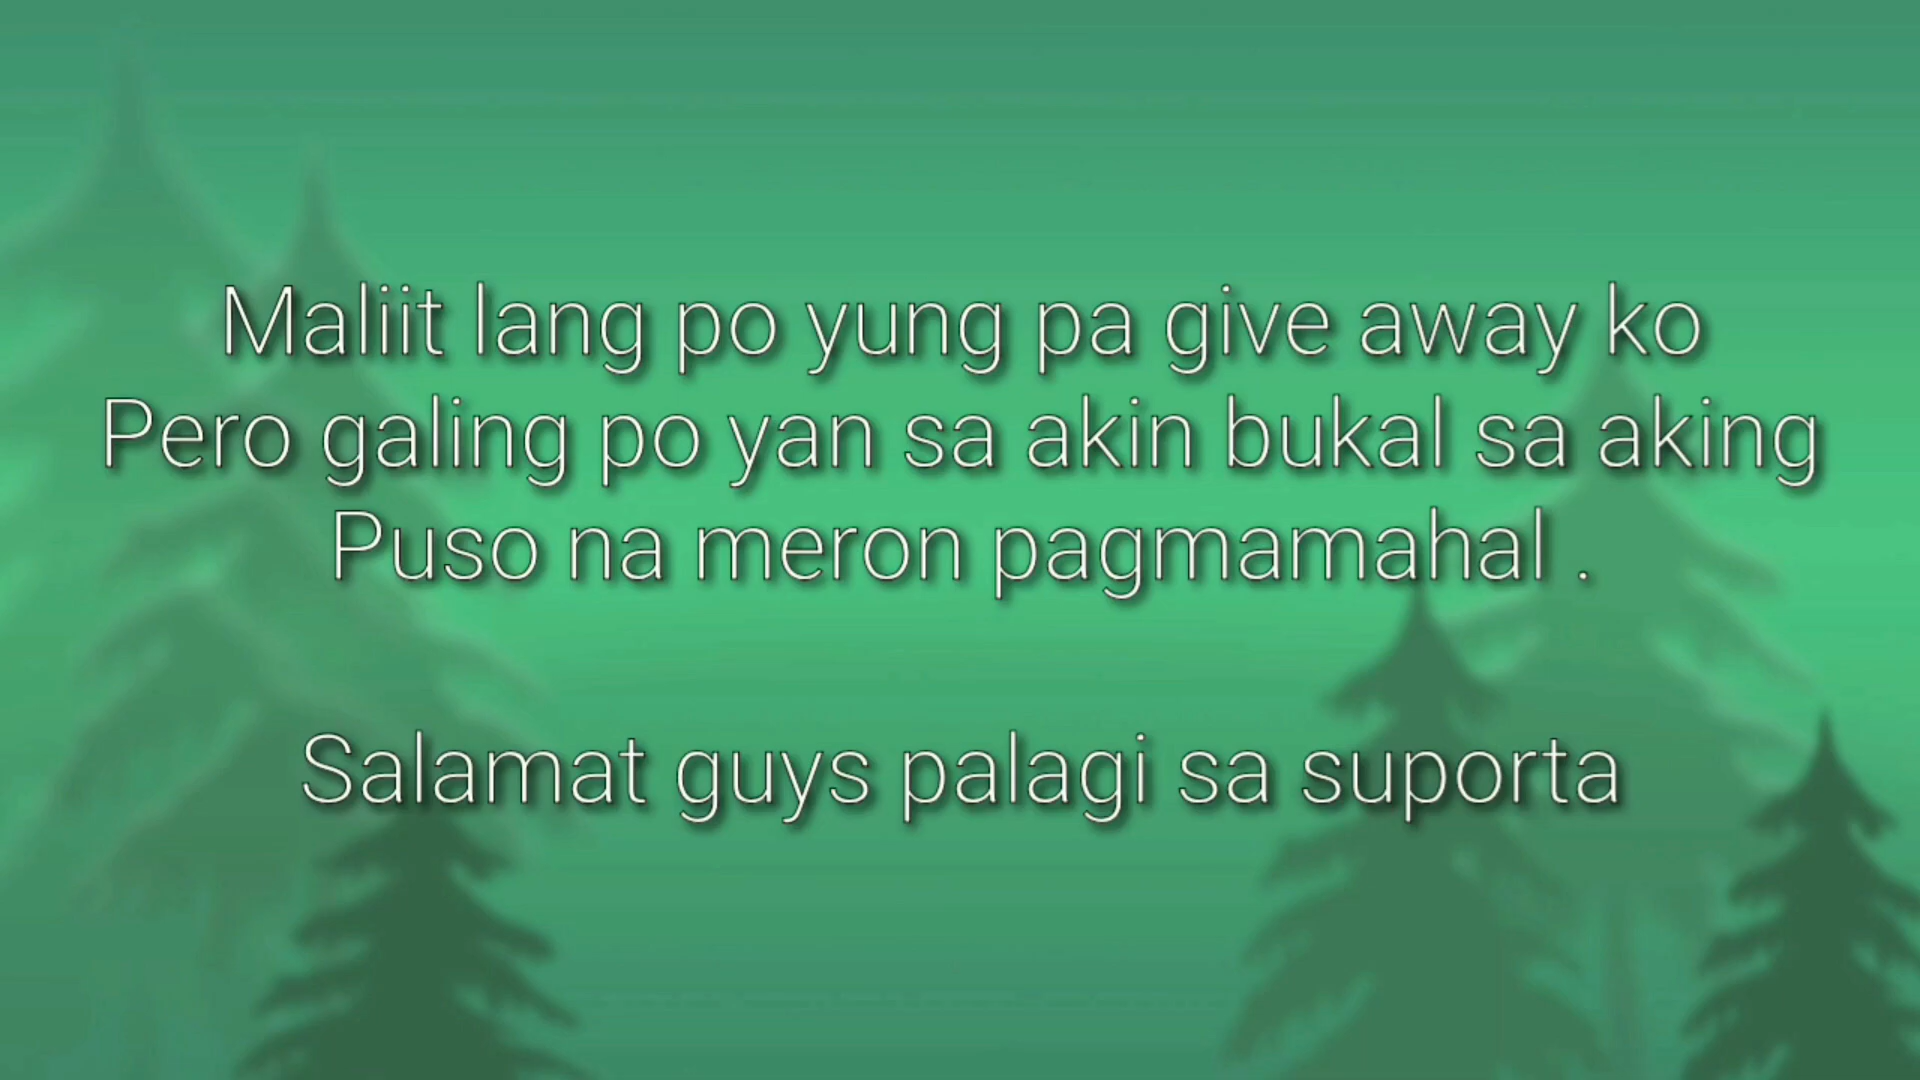 Maliit lang po yung pa give away ko
Pero galing po yan sa akin bukal sa aking
Puso na meron pagmamahal .
Salamat guys palagi sa suporta